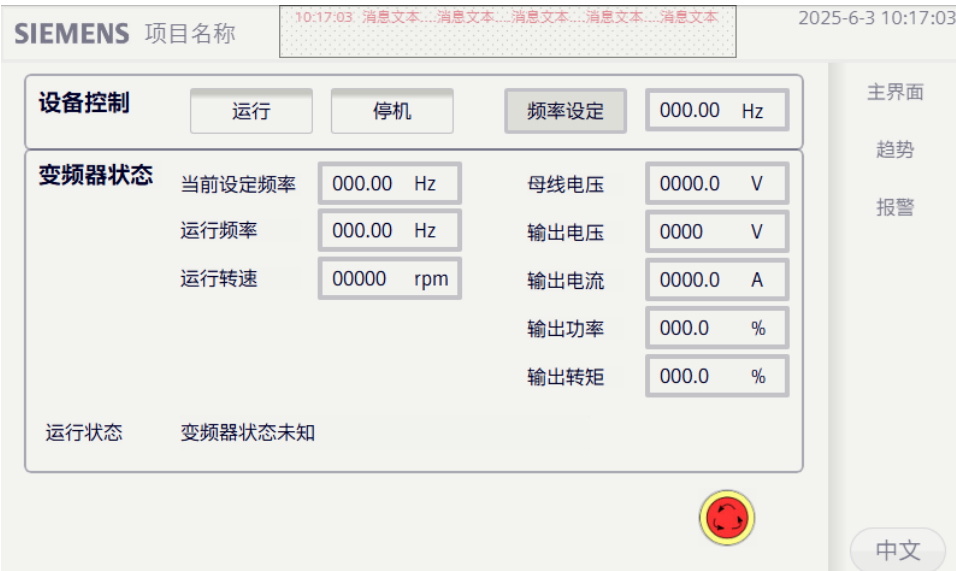 10:17:03 消息文本...消息文本...消息文本...消息文本...消息文本
2025-6-3 10:17:03
SIEMENS 项目名称
设备控制 运行 停机 频率设定 000.00 Hz
变频器状态
当前设定频率 000.00 Hz 母线电压 0000.0 V
运行频率 000.00 Hz 输出电压 0000 V
运行转速 00000 rpm 输出电流 0000.0 A
输出功率 000.0 %
输出转矩 000.0 %
运行状态 变频器状态未知
主界面
趋势
报警
中文